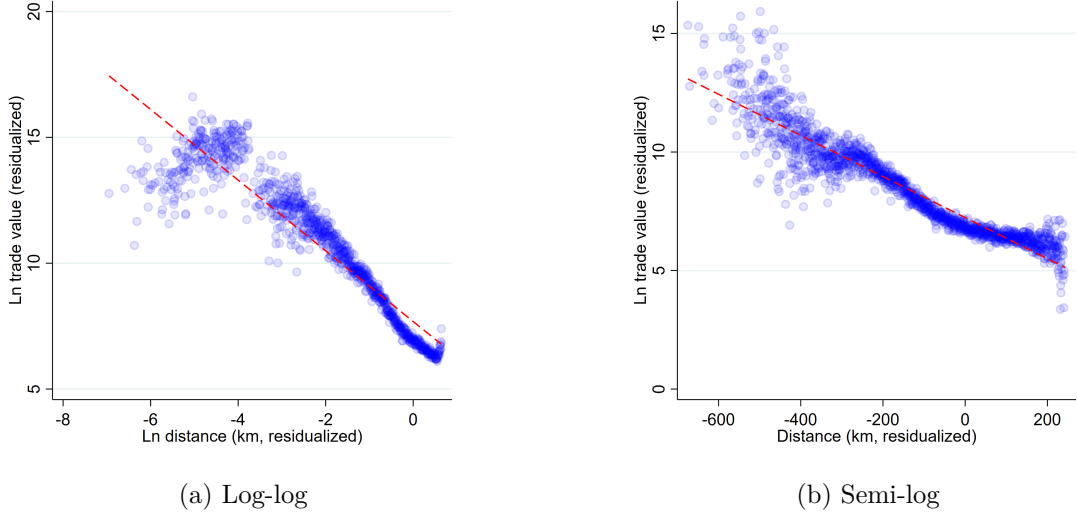 20
15
10
5
Ln trade value (residualized)
-8 -6 -4 -2 0
Ln distance (km, residualized)
(a) Log-log
15
10
5
0
Ln trade value (residualized)
-600 -400 -200 0 200
Distance (km, residualized)
(b) Semi-log